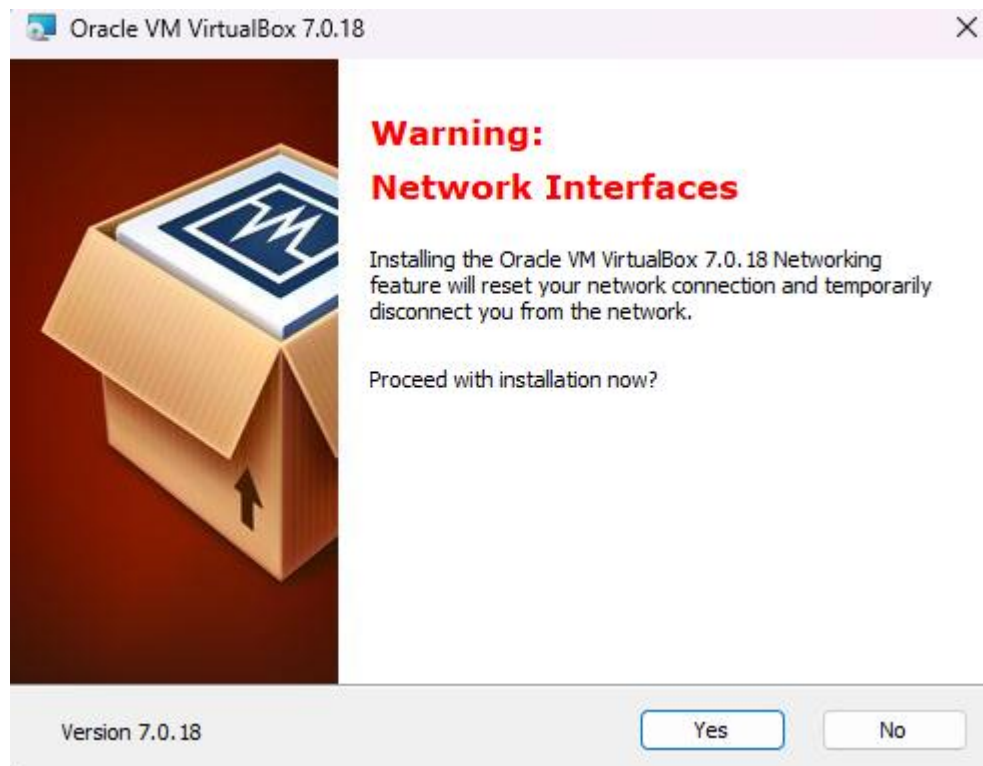 Oracle VM VirtualBox 7.0.18
Warning:
Network Interfaces
Installing the Oracle VM VirtualBox 7.0.18 Networking
feature will reset your network connection and temporarily
disconnect you from the network.
Proceed with installation now?
Version 7.0.18
Yes
No